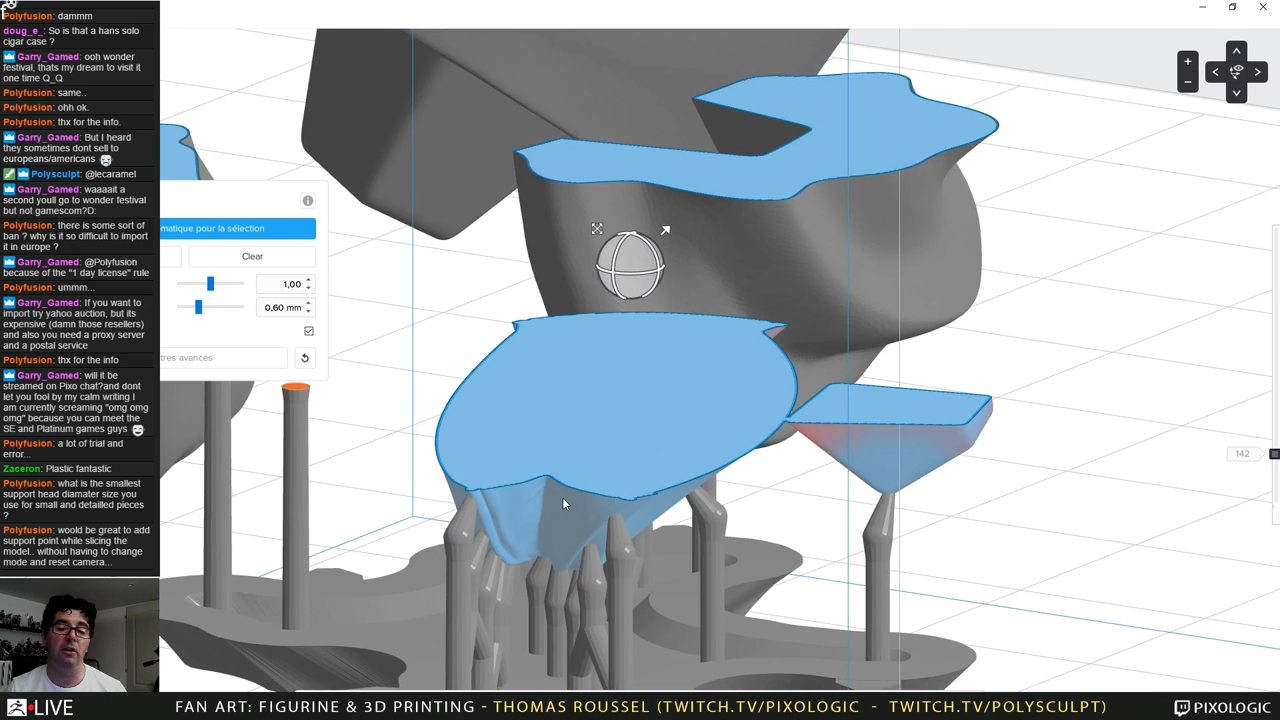 Polyfusion: dammm
doug_e_: So is that a hans solo
cigar case ?
Garry_Gamed: ooh wonder
festival, thats my dream to visit it
one time Q_Q
Polyfusion: same..
Polyfusion: ohh ok.
Polyfusion: thx for the info.
Garry_Gamed: But I heard
they sometimes dont sell to
europeans/americans
Polysculpt: @lecaramel
Garry_Gamed: waaaait a
second youll go to wonder festival
but not gamescom?D:
Polyfusion: there is some sort of
ban ? why is it so difficult to import
it in europe ?
Garry_Gamed: @Polyfusion
because of the "1 day license" rule
Polyfusion: ummm...
Garry_Gamed: If you want to
import try yahoo auction, but its
expensive (damn those resellers)
and also you need a proxy server
and a postal service
Polyfusion: thx for the info
Garry_Gamed: will it be
streamed on Pixo chat?and dont
let you fool by my calm writing I
am currently screaming "omg omg
omg" because you can meet the
SE and Platinum games guys
Polyfusion: a lot of trial and
error...
Zaceron: Plastic fantastic
Polyfusion: what is the smallest
support head diamater size you
use for small and detailled pieces
?
Polyfusion: would be great to add
support point while slicing the
model.. without having to change
mode and reset camera...
matique pour la sélection
Clear
1,00
0,60 mm
tres avancés
142
LIVE
FAN ART: FIGURINE & 3D PRINTING - THOMAS ROUSSEL (TWITCH.TV/PIXOLOGIC - TWITCH.TV/POLYSCULPT)
PIXOLOGIC